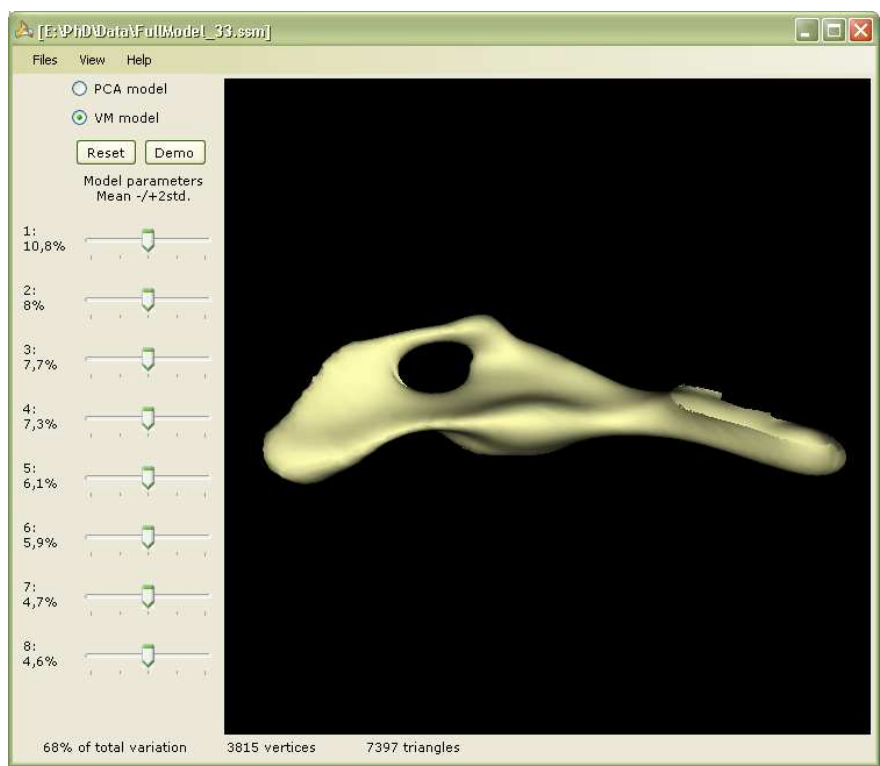 [E:\PhD\Data\FullModel_33.ssm]
Files View Help
PCA model
VM model
Reset Demo
Model parameters
Mean -/+2std.
1:
10,8%
2:
8%
3:
7,7%
4:
7,3%
5:
6,1%
6:
5,9%
7:
4,7%
8:
4,6%
68% of total variation 3815 vertices 7397 triangles